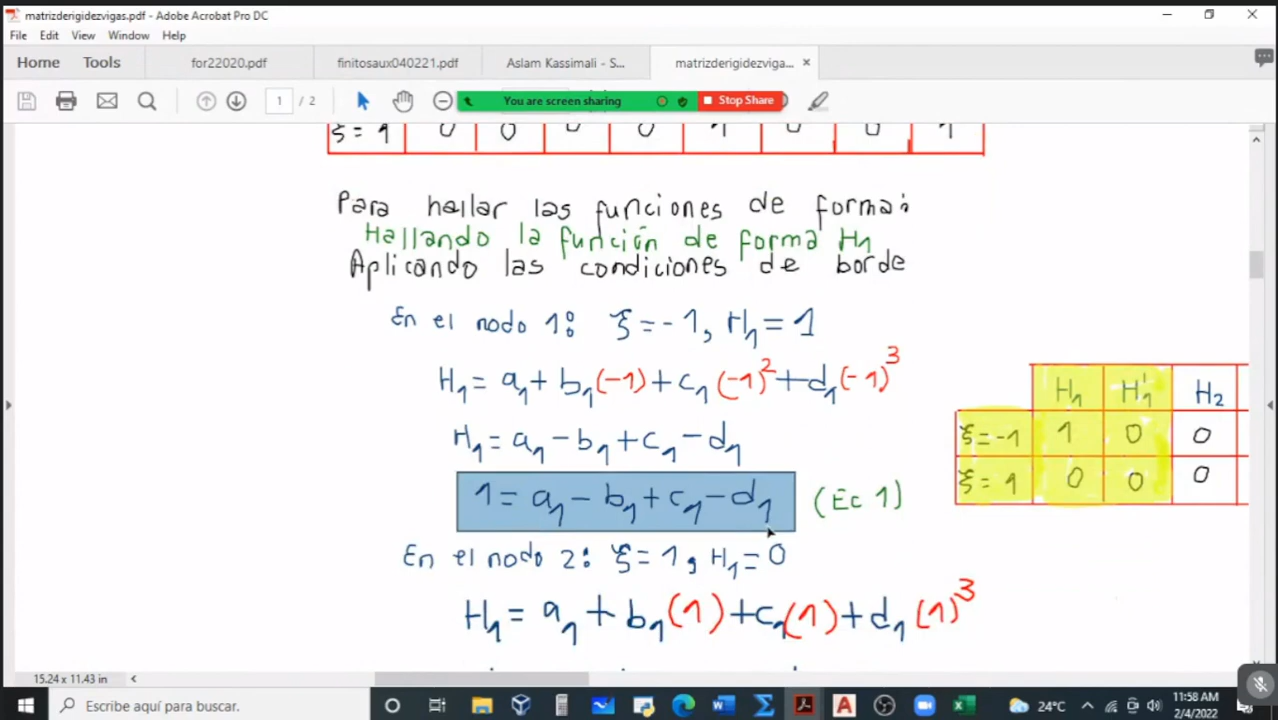 matrizderigidezvigas.pdf - Adobe Acrobat Pro DC
File Edit View Window Help
Home Tools for22020.pdf finitosaux040221.pdf Aslam Kassimali - S... matrizderigidezviga... ×
1 / 2 You are screen sharing Stop Share
ξ = 1 0 0 0 0 1 0 0 1
Para hallar las funciones de forma:
Hallando la función de forma H₁
Aplicando las condiciones de borde
En el nodo 1: ξ = -1, H₁ = 1
H₁ = a₁ + b₁(-1) + c₁(-1)² + d₁(-1)³
H₁ H₁' H₂
H₁ = a₁ - b₁ + c₁ - d₁
ξ = -1 1 0 0
ξ = 1 0 0 0
1 = a₁ - b₁ + c₁ - d₁ (Ec 1)
En el nodo 2: ξ = 1, H₁ = 0
H₁ = a₁ + b₁(1) + c₁(1) + d₁(1)³
15.24 x 11.43 in
Escribe aquí para buscar.
24°C
11:58 AM
2/4/2022